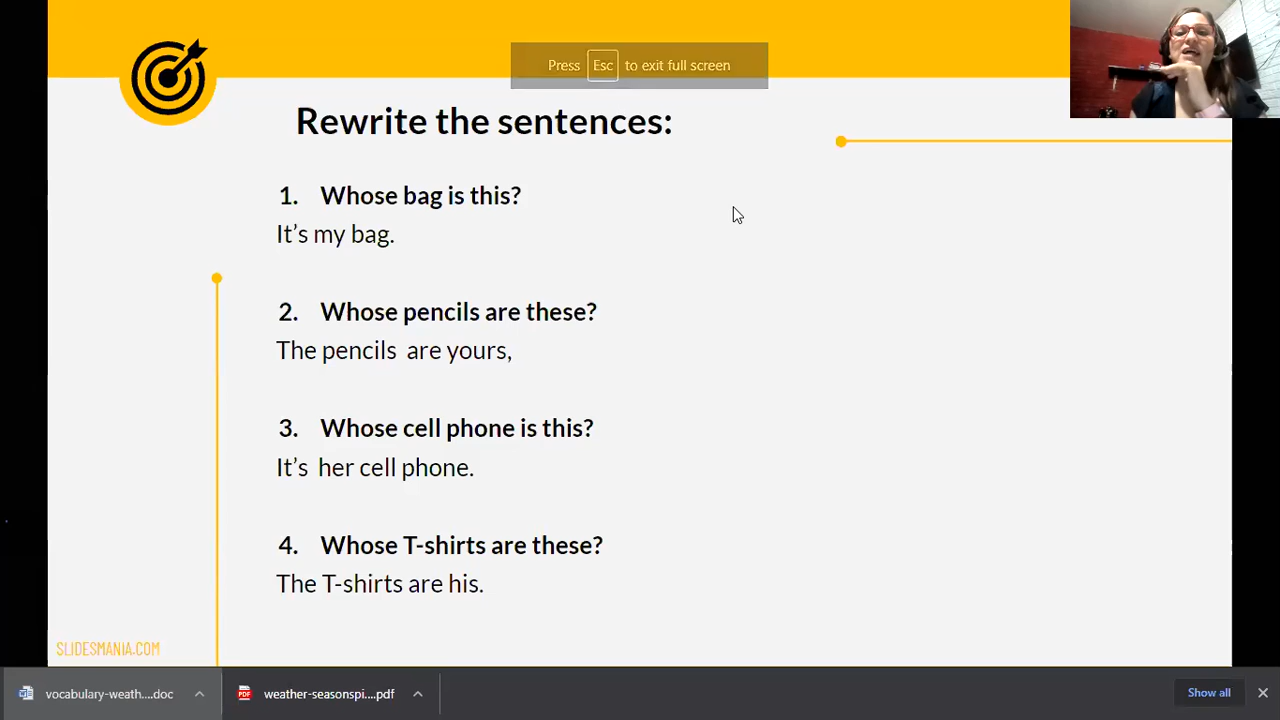 Press Esc to exit full screen
Rewrite the sentences:
1. Whose bag is this?
It's my bag.
2. Whose pencils are these?
The pencils  are yours,
3. Whose cell phone is this?
It's  her cell phone.
4. Whose T-shirts are these?
The T-shirts are his.
SLIDESMANIA.COM
vocabulary-weath....doc
PDF
weather-seasonspi....pdf
Show all